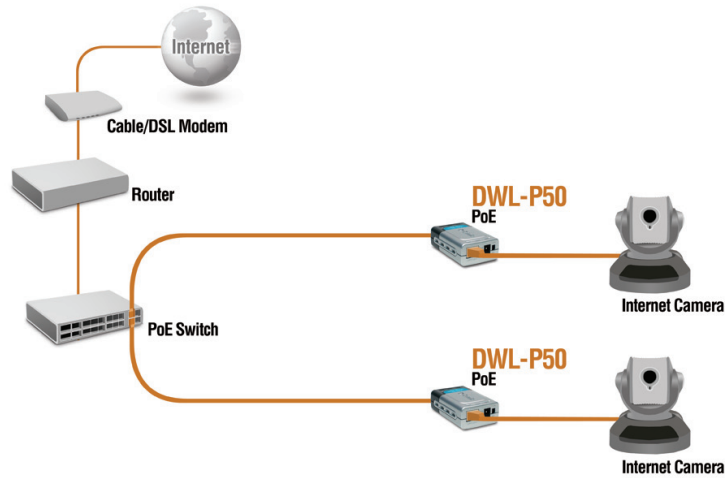 Internet
Cable/DSL Modem
Router
DWL-P50
PoE
Internet Camera
PoE Switch
DWL-P50
PoE
Internet Camera